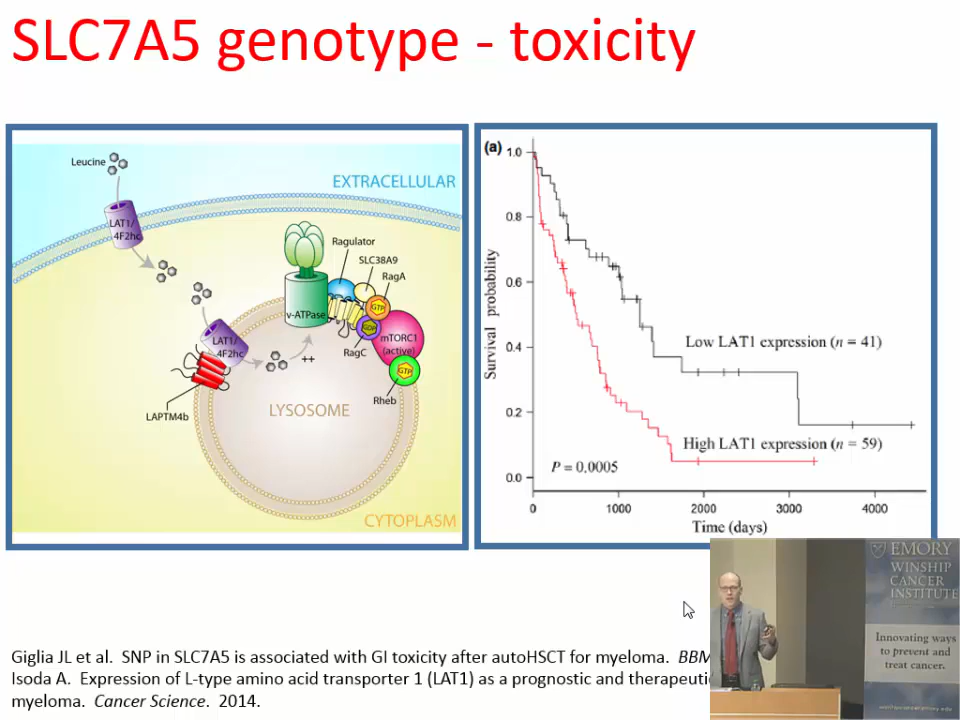 SLC7A5 genotype - toxicity
Leucine
EXTRACELLULAR
LAT1/
4F2hc
Ragulator
SLC38A9
RagA
GTP
v-ATPase
GDP
mTORC1
(active)
RagC
LAT1/
4F2hc
++
GTP
Rheb
LAPTM4b
LYSOSOME
CYTOPLASM
(a)
1.0
0.8
0.6
0.4
0.2
0.0
Survival probability
Low LAT1 expression (n = 41)
High LAT1 expression (n = 59)
P = 0.0005
0 1000 2000 3000 4000
Time (days)
EMORY
WINSHIP
CANCER
INSTITUTE
Innovating ways
to prevent and
treat cancer.
Giglia JL et al. SNP in SLC7A5 is associated with GI toxicity after autoHSCT for myeloma. BBM
Isoda A. Expression of L-type amino acid transporter 1 (LAT1) as a prognostic and therapeutic
myeloma. Cancer Science. 2014.